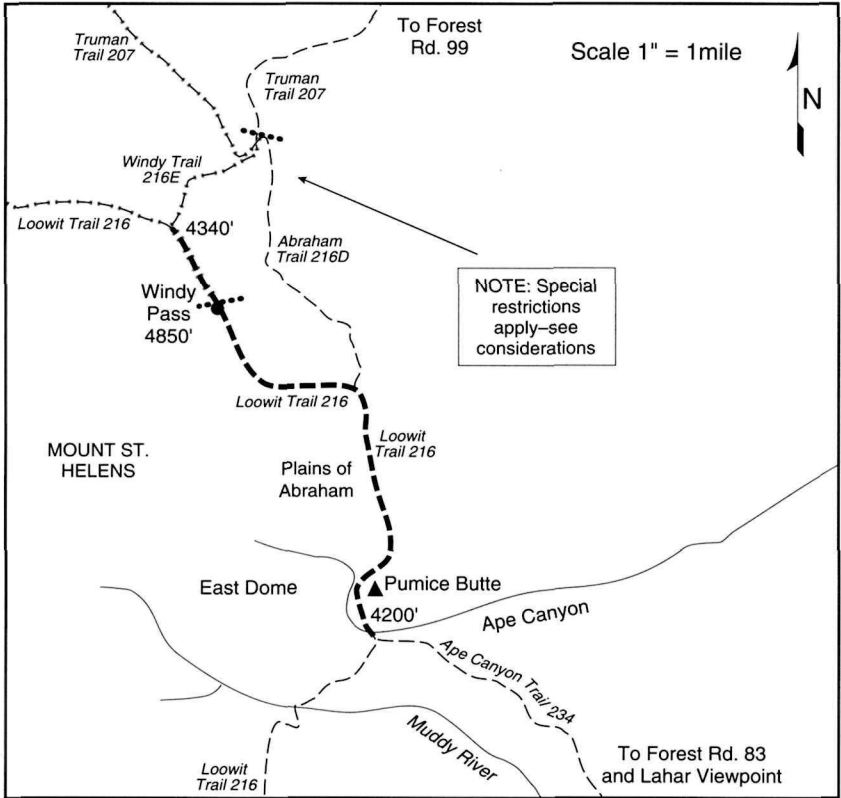 To Forest
Rd. 99
Scale 1" = 1mile
N
Truman
Trail 207
Truman
Trail 207
Windy Trail
216E
Loowit Trail 216
4340'
Abraham
Trail 216D
Windy
Pass
4850'
NOTE: Special
restrictions
apply–see
considerations
Loowit Trail 216
Loowit
Trail 216
MOUNT ST.
HELENS
Plains of
Abraham
East Dome
Pumice Butte
4200'
Ape Canyon
Ape Canyon Trail 234
Muddy River
Loowit
Trail 216
To Forest Rd. 83
and Lahar Viewpoint